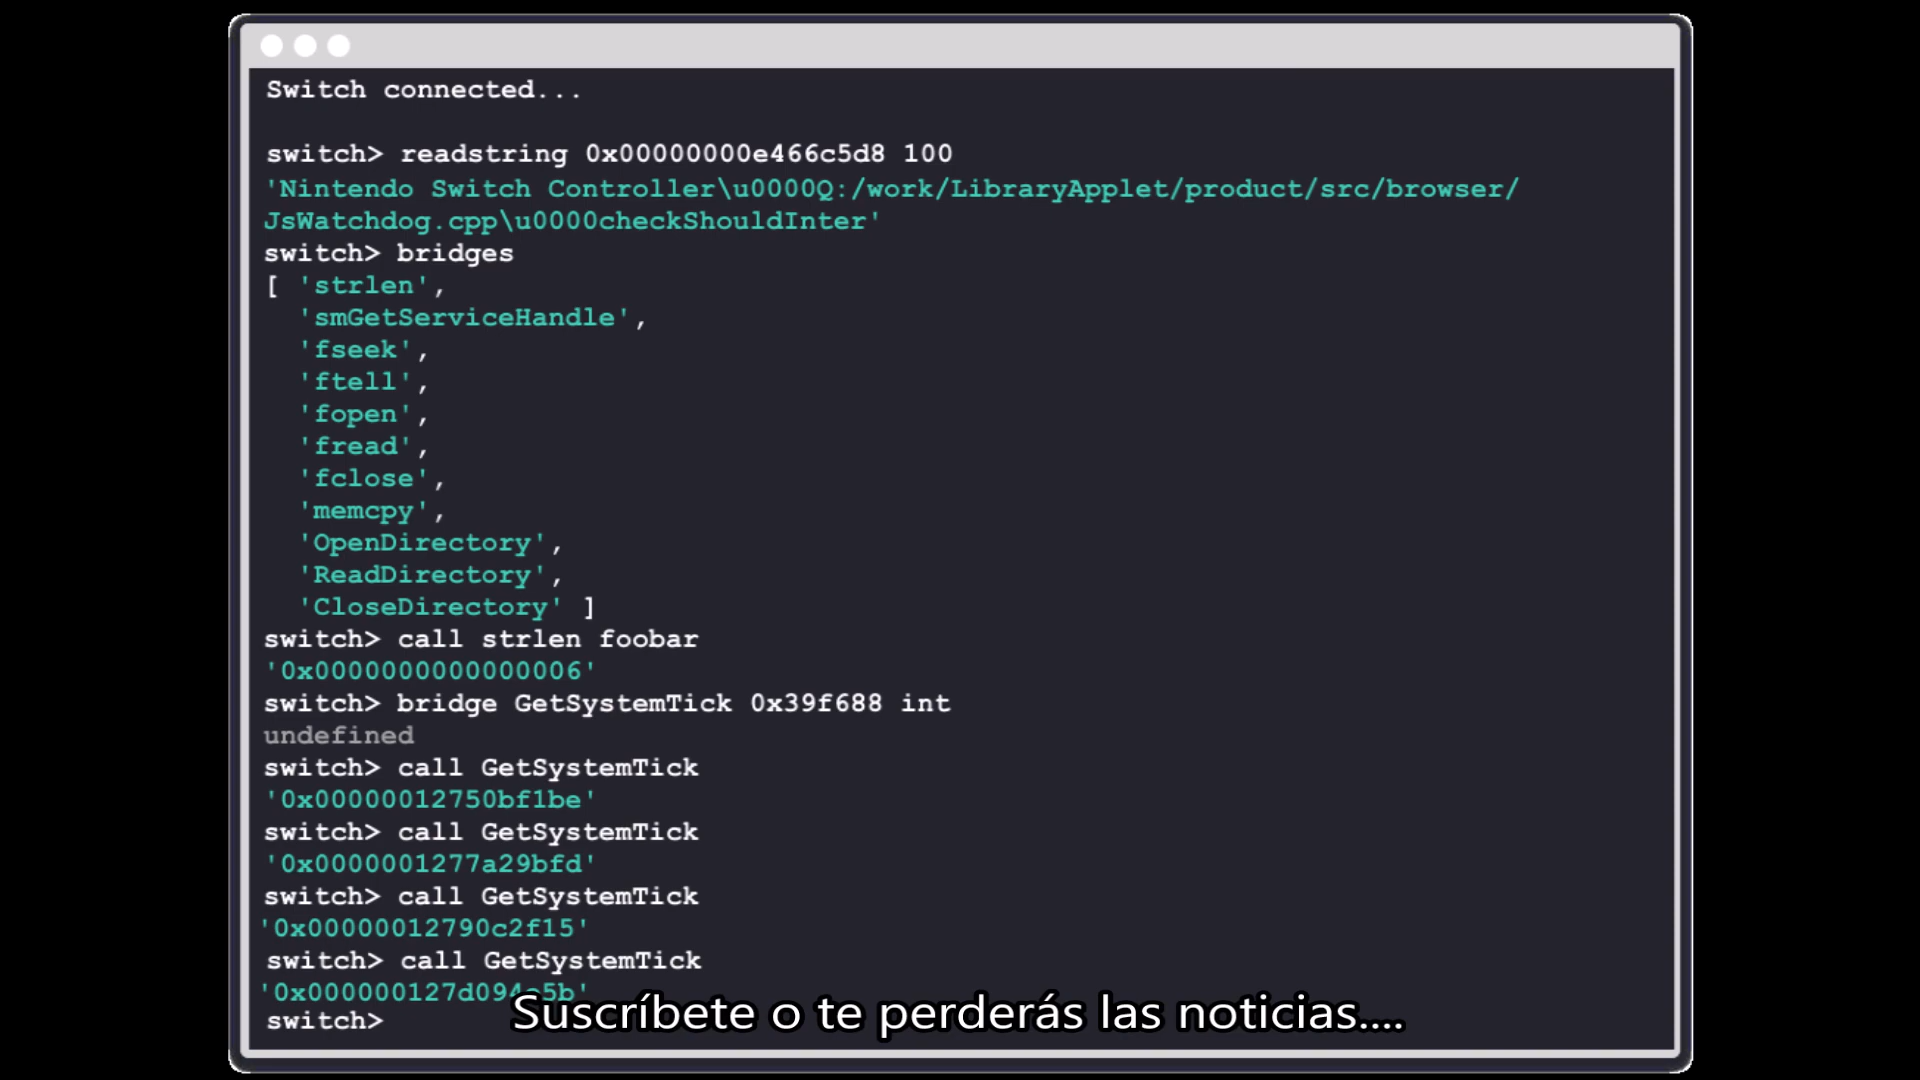 Switch connected...
switch> readstring 0x00000000e466c5d8 100
'Nintendo Switch Controller\u0000Q:/work/LibraryApplet/product/src/browser/
JsWatchdog.cpp\u0000checkShouldInter'
switch> bridges
[ 'strlen',
'smGetServiceHandle',
'fseek',
'ftell',
'fopen',
'fread',
'fclose',
'memcpy',
'OpenDirectory',
'ReadDirectory',
'CloseDirectory' ]
switch> call strlen foobar
'0x0000000000000006'
switch> bridge GetSystemTick 0x39f688 int
undefined
switch> call GetSystemTick
'0x00000012750bf1be'
switch> call GetSystemTick
'0x0000001277a29bfd'
switch> call GetSystemTick
'0x00000012790c2f15'
switch> call GetSystemTick
switch>
Suscríbete o te perderás las noticias....